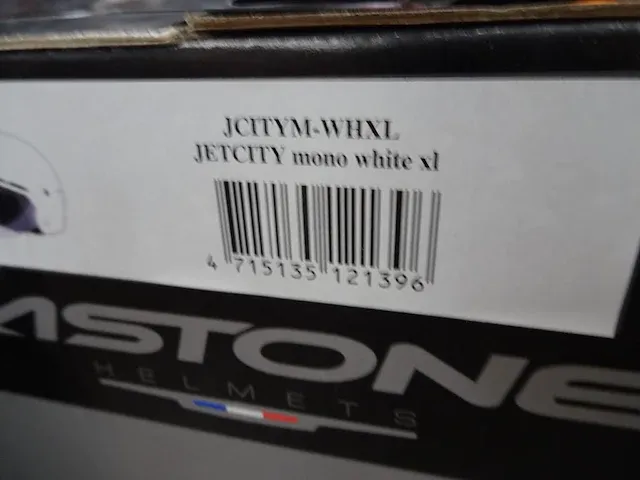 JCITYM-WHXL
JETCITY mono white xl
4 715135 121396
ASTONE
HELMETS